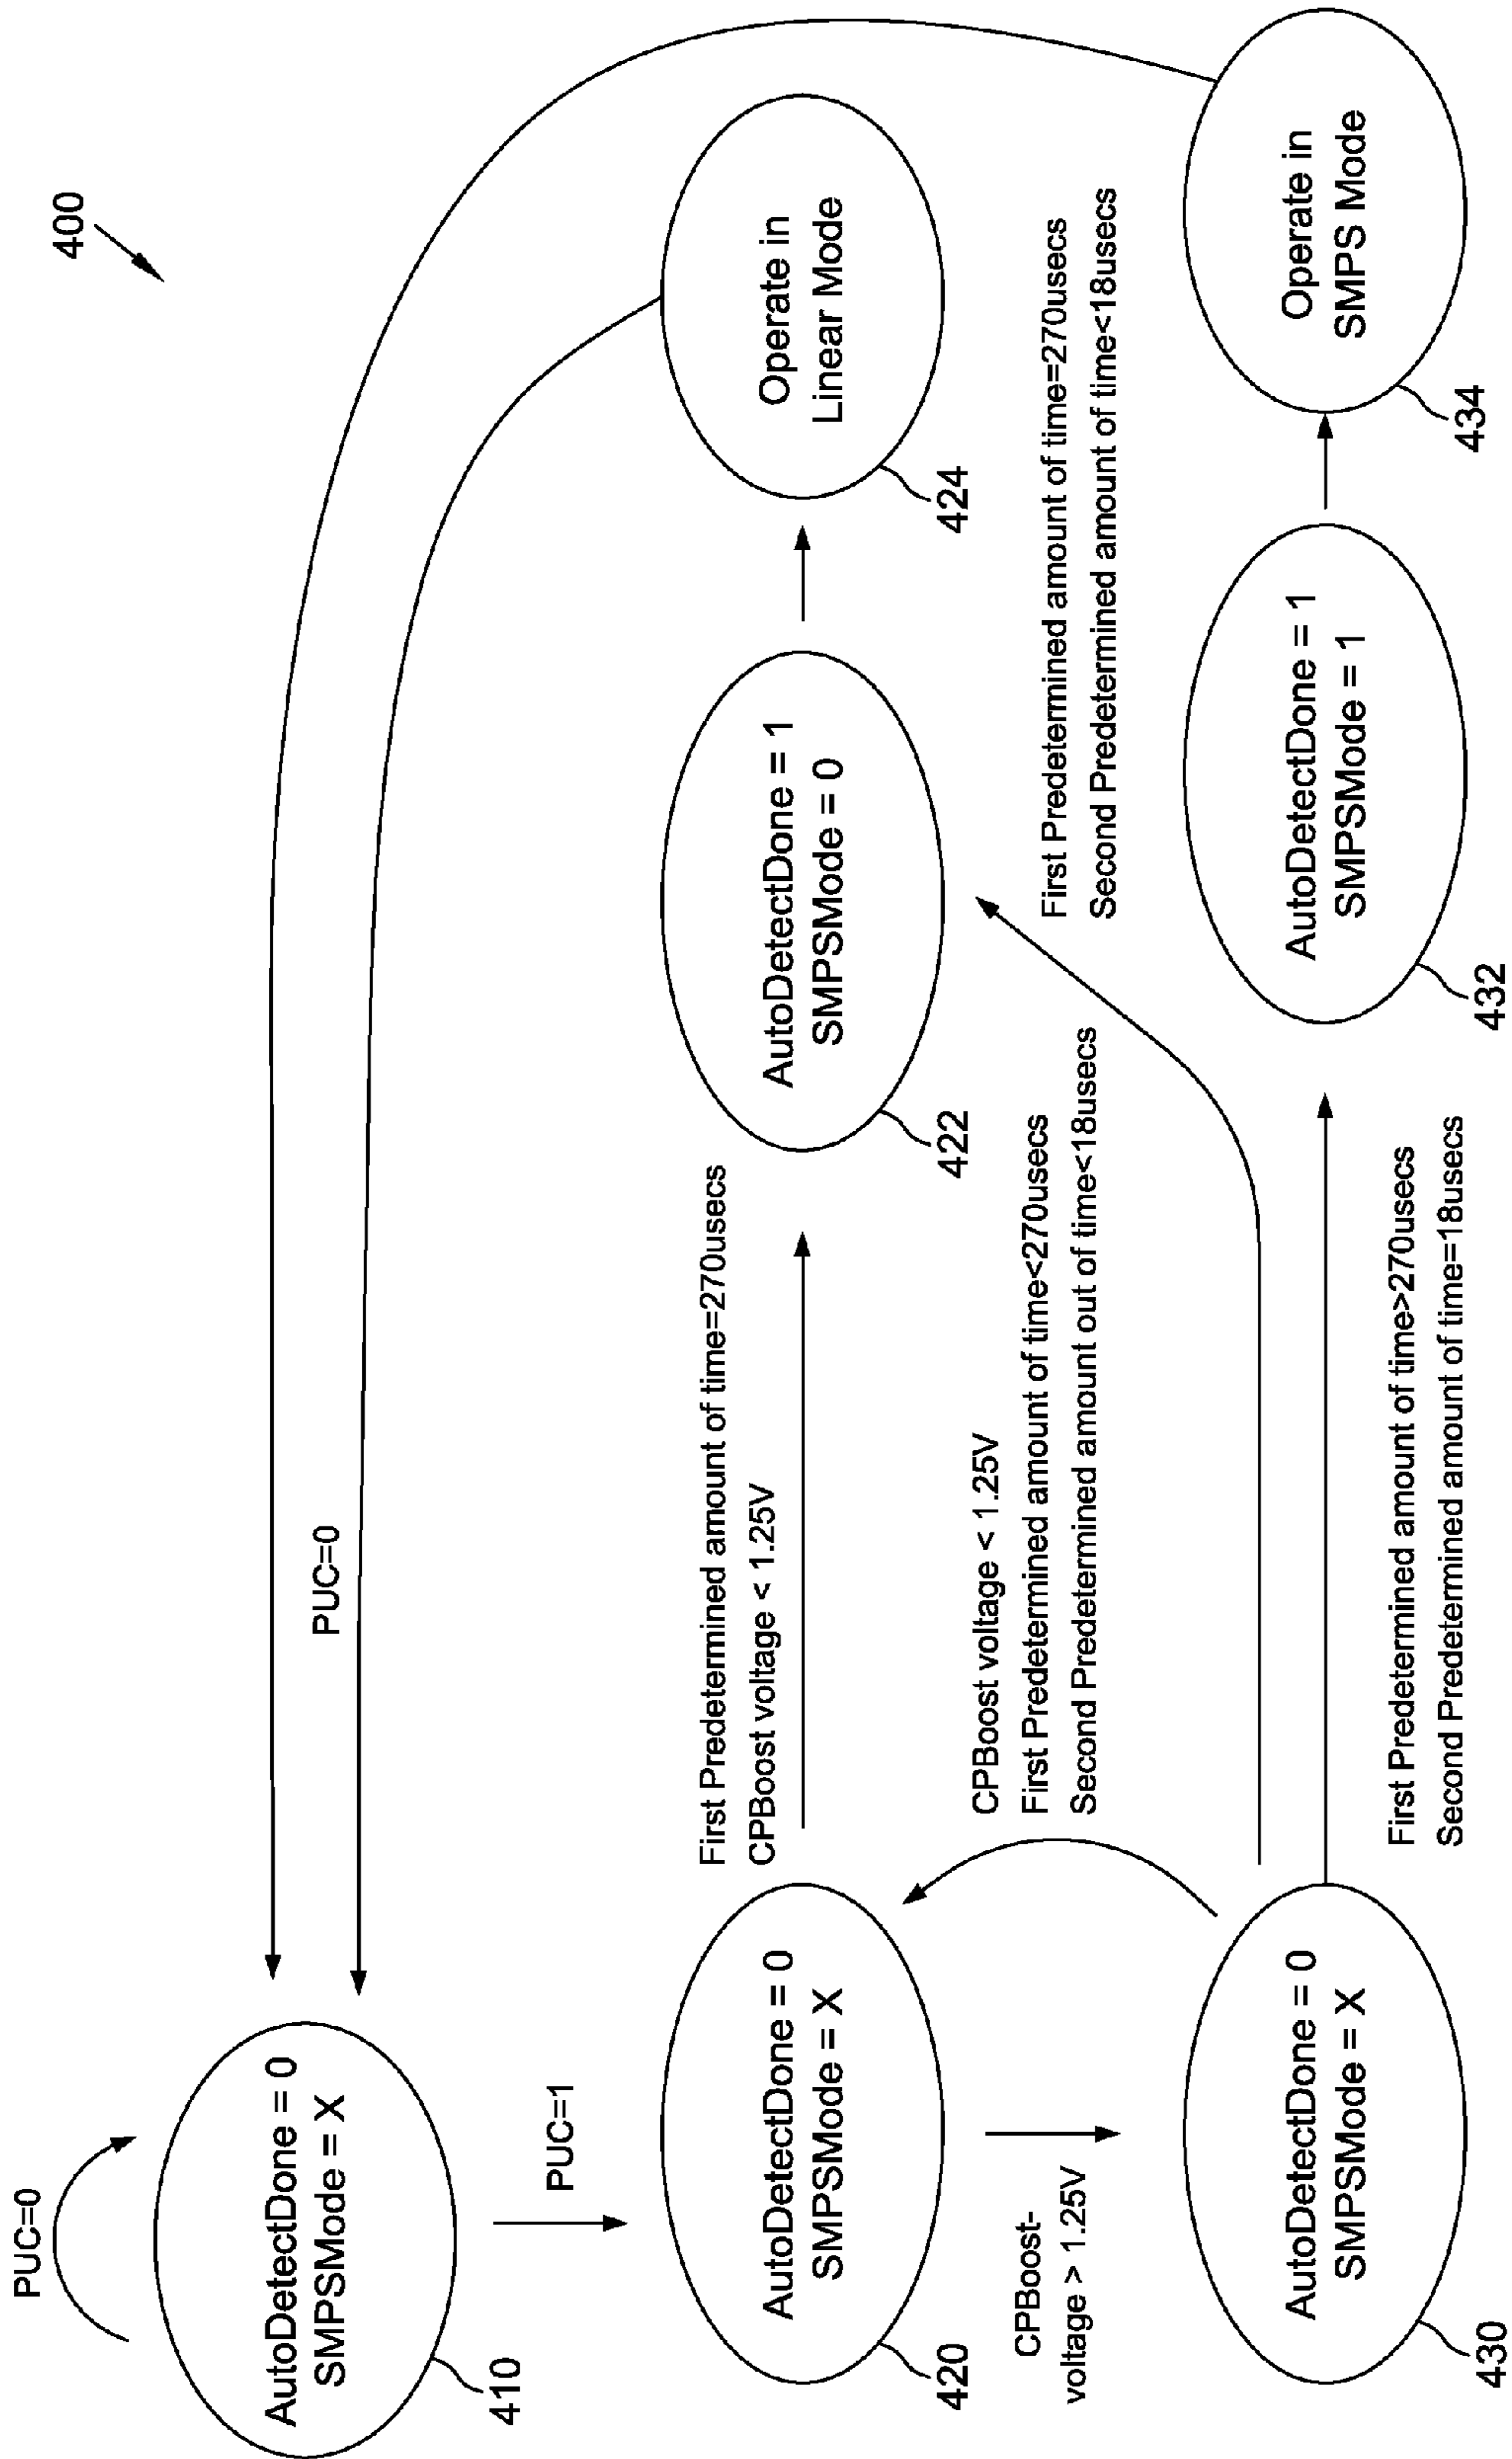 400
PUC=0
AutoDetectDone = 0
SMPSMode = X
410
PUC=0
PUC=1
AutoDetectDone = 0
SMPSMode = X
420
First Predetermined amount of time=270usecs
CPBoost voltage < 1.25V
AutoDetectDone = 1
SMPSMode = 0
422
Operate in
Linear Mode
424
CPBoost-
voltage > 1.25V
CPBoost voltage < 1.25V
First Predetermined amount of time<270usecs
Second Predetermined amount out of time<18usecs
First Predetermined amount of time=270usecs
Second Predetermined amount of time<18usecs
AutoDetectDone = 0
SMPSMode = X
430
First Predetermined amount of time>270usecs
Second Predetermined amount of time=18usecs
AutoDetectDone = 1
SMPSMode = 1
432
Operate in
SMPS Mode
434